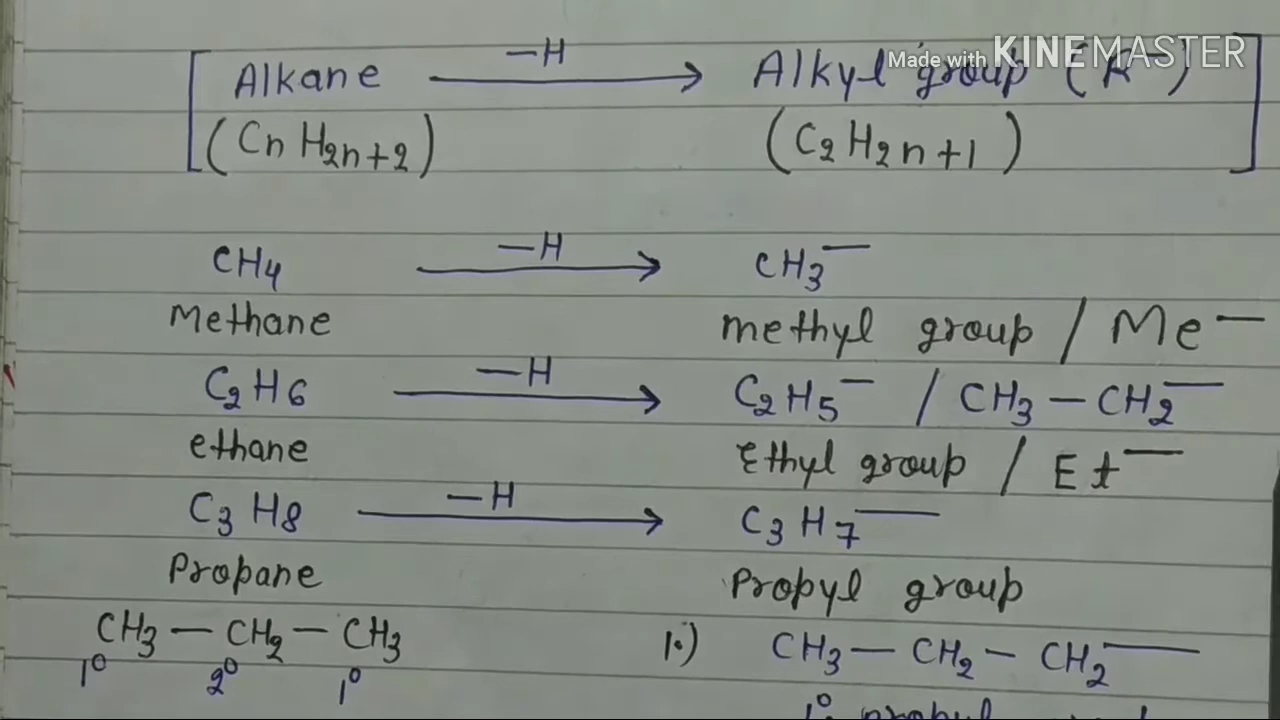 Alkane —H → Alkyl group (R—)
Made with KINEMASTER
(CnH2n+2) (C2H2n+1)
CH4 —H → CH3—
Methane methyl group / Me—
C2H6 —H → C2H5— / CH3—CH2—
ethane Ethyl group / Et—
C3H8 —H → C3H7—
Propane Propyl group
CH3—CH2—CH3 1.) CH3—CH2—CH2—
1° 2° 1°
1° propyl